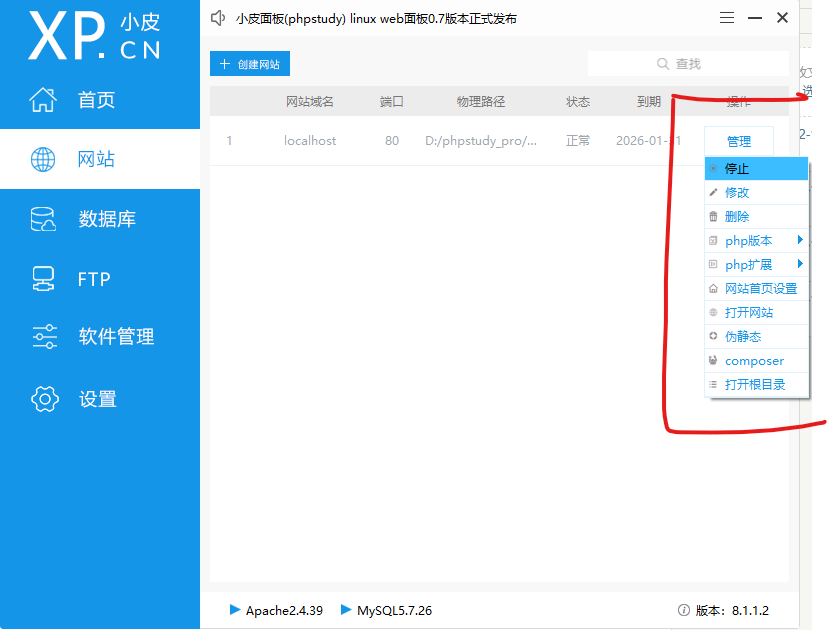 XP. 小皮 CN
小皮面板(phpstudy) linux web面板0.7版本正式发布
首页
网站
数据库
FTP
软件管理
设置
创建网站
查找
网站域名 端口 物理路径 状态 到期 操作
1 localhost 80 D:/phpstudy_pro/... 正常 2026-01-31 管理
停止
修改
删除
php版本
php扩展
网站首页设置
打开网站
伪静态
composer
打开根目录
Apache2.4.39 MySQL5.7.26 版本：8.1.1.2